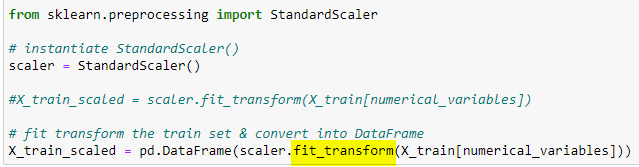 from sklearn.preprocessing import StandardScaler
# instantiate StandardScaler()
scaler = StandardScaler()
#X_train_scaled = scaler.fit_transform(X_train[numerical_variables])
# fit transform the train set & convert into DataFrame
X_train_scaled = pd.DataFrame(scaler.fit_transform(X_train[numerical_variables]))